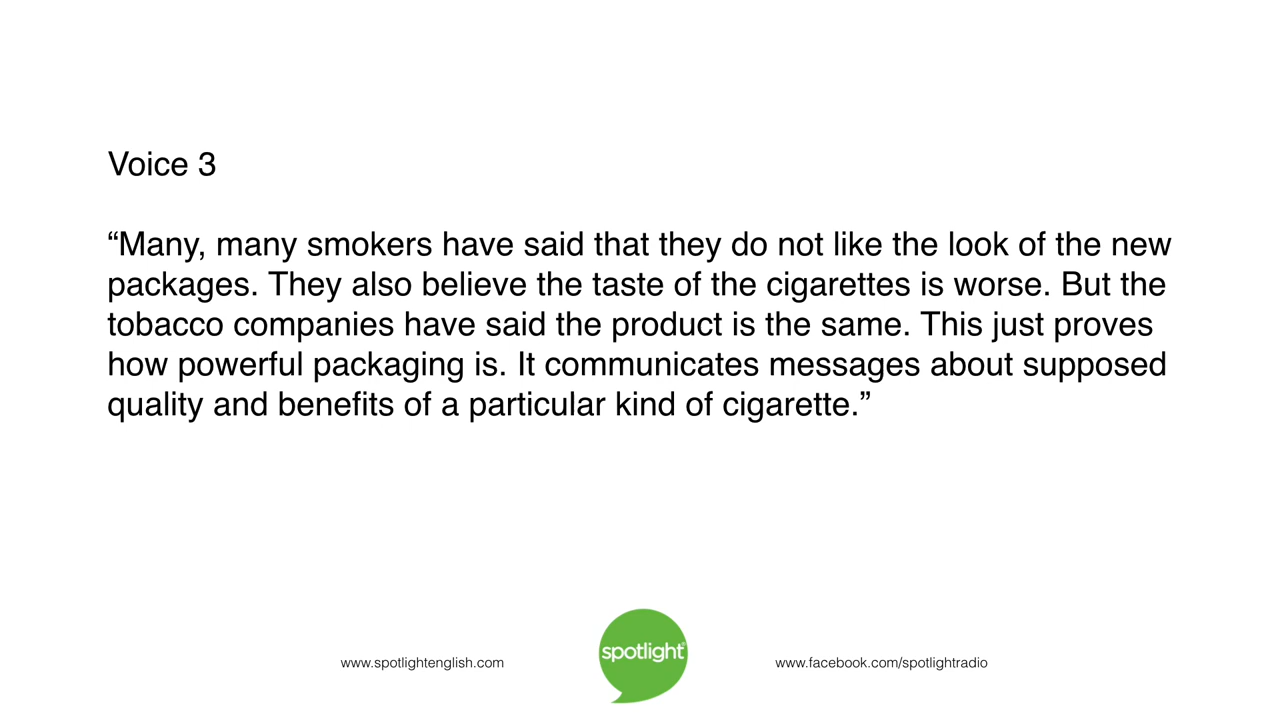 Voice 3
“Many, many smokers have said that they do not like the look of the new
packages. They also believe the taste of the cigarettes is worse. But the
tobacco companies have said the product is the same. This just proves
how powerful packaging is. It communicates messages about supposed
quality and benefits of a particular kind of cigarette.”
www.spotlightenglish.com
spotlight®
www.facebook.com/spotlightradio